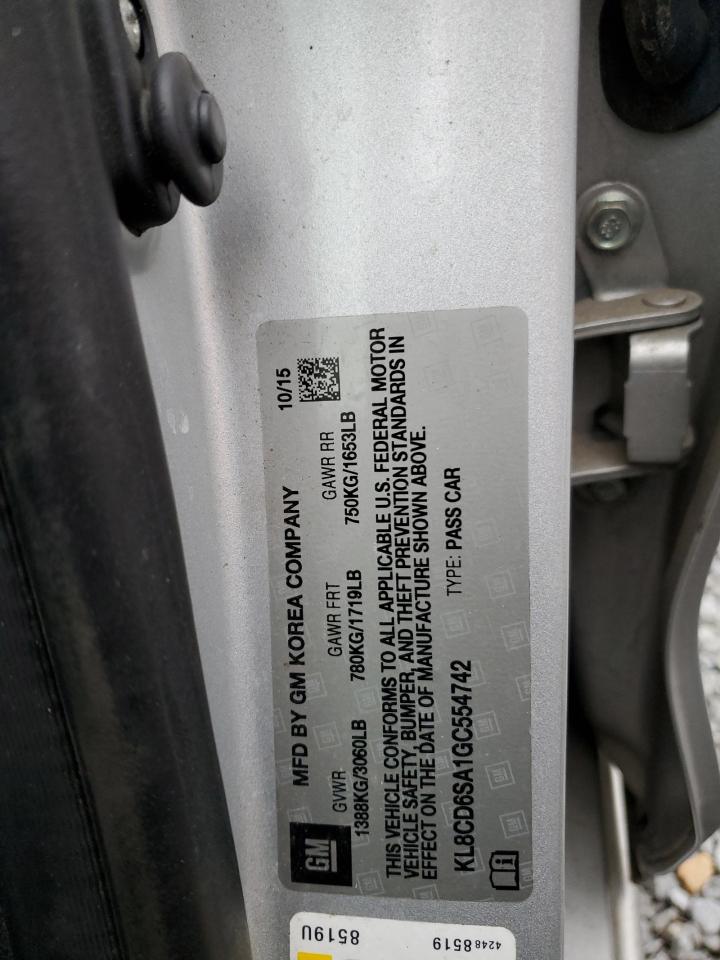 MFD BY GM KOREA COMPANY 10/15
GM
GVWR GAWR FRT GAWR RR
1388KG/3060LB 780KG/1719LB 750KG/1653LB
THIS VEHICLE CONFORMS TO ALL APPLICABLE U.S. FEDERAL MOTOR
VEHICLE SAFETY, BUMPER, AND THEFT PREVENTION STANDARDS IN
EFFECT ON THE DATE OF MANUFACTURE SHOWN ABOVE.
KL8CD6SA1GC554742 TYPE: PASS CAR
8519U
42488519